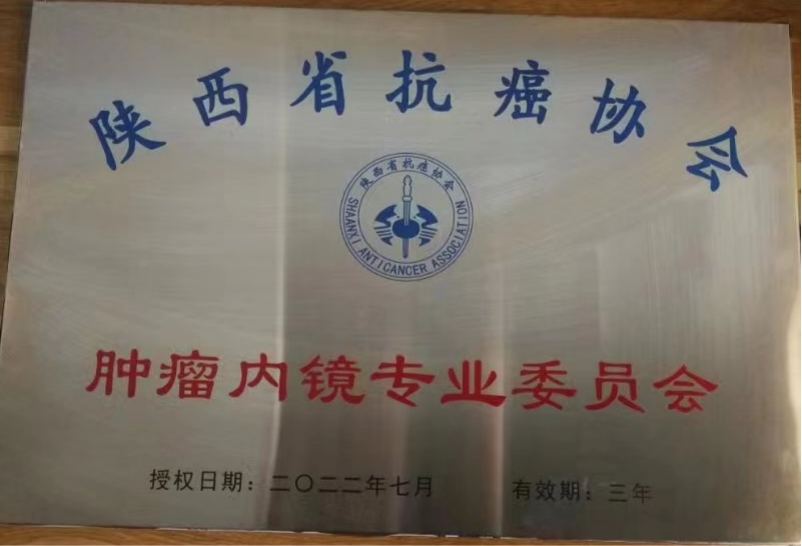 陕西省抗癌协会
陕西省抗癌协会
SHAANXI ANTICANCER ASSOCIATION
肿瘤内镜专业委员会
授权日期：二〇二二年七月 有效期：三年